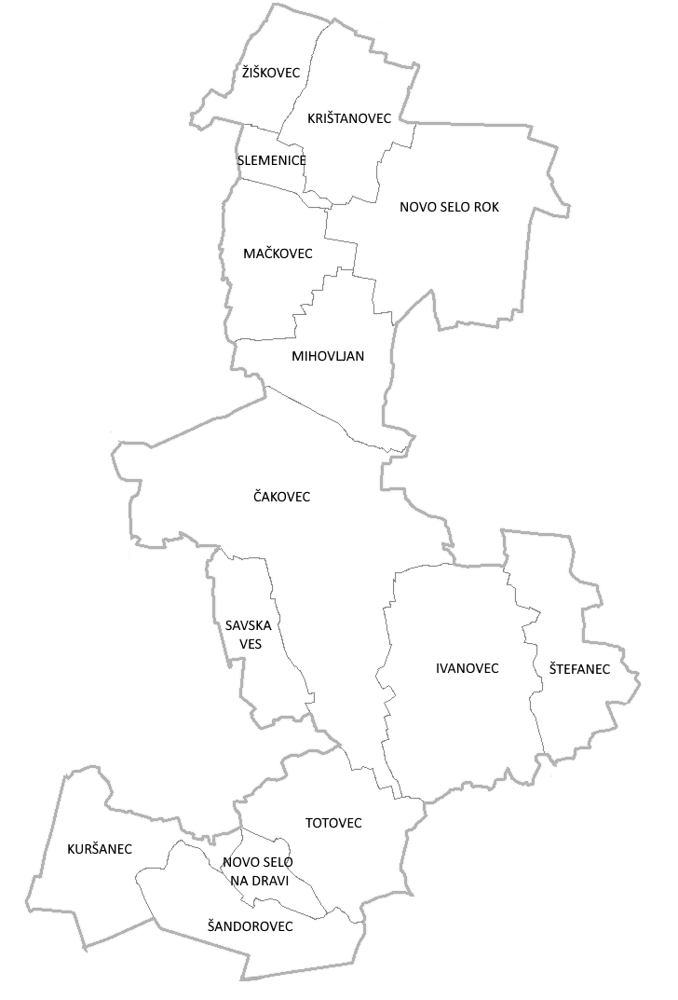 ŽIŠKOVEC
KRIŠTANOVEC
SLEMENICE
NOVO SELO ROK
MAČKOVEC
MIHOVLJAN
ČAKOVEC
SAVSKA
VES
IVANOVEC
ŠTEFANEC
TOTOVEC
KURŠANEC
NOVO SELO
NA DRAVI
ŠANDOROVEC